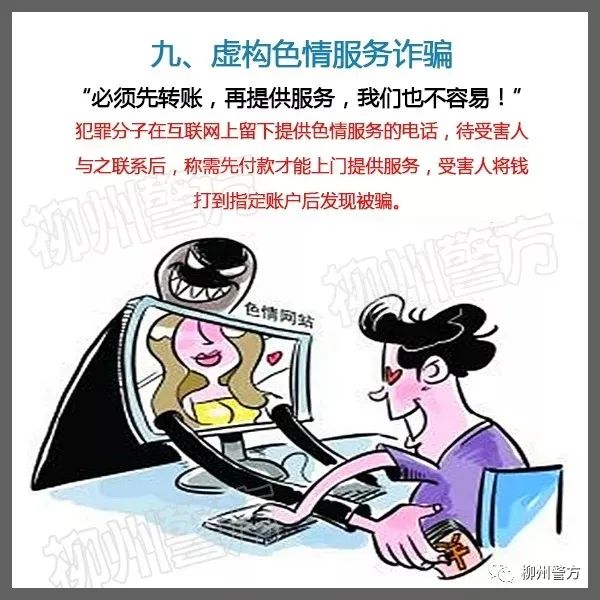 九、虚构色情服务诈骗
“必须先转账，再提供服务，我们也不容易！”
犯罪分子在互联网上留下提供色情服务的电话，待受害人
与之联系后，称需先付款才能上门提供服务，受害人将钱
打到指定账户后发现被骗。
柳州警方
柳州警方
色情网站
柳州警方
柳州警方